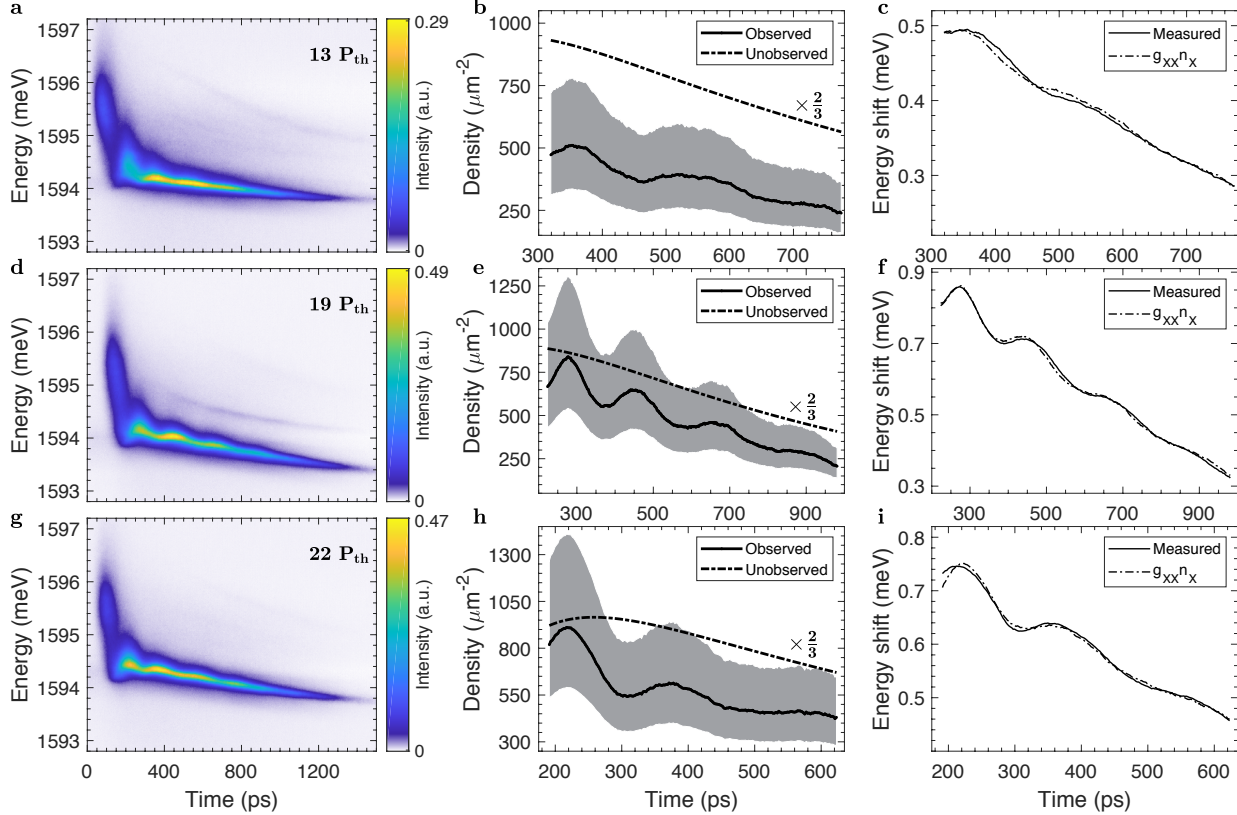 a
1597
1596
1595
1594
1593
Energy (meV)
13 P_th
0.29
0
Intensity (a.u.)
b
1000
750
500
250
Density (μm⁻²)
Observed
Unobserved
× 2/3
300 400 500 600 700
c
0.5
0.4
0.3
Energy shift (meV)
Measured
g_XX n_X
300 400 500 600 700
d
1597
1596
1595
1594
1593
Energy (meV)
19 P_th
0.49
0
Intensity (a.u.)
e
1250
1000
750
500
250
Density (μm⁻²)
Observed
Unobserved
× 2/3
300 500 700 900
f
0.9
0.7
0.5
0.3
Energy shift (meV)
Measured
g_XX n_X
300 500 700 900
g
1597
1596
1595
1594
1593
Energy (meV)
22 P_th
0.47
0
Intensity (a.u.)
0 400 800 1200
Time (ps)
h
1300
1050
800
550
300
Density (μm⁻²)
Observed
Unobserved
× 2/3
200 300 400 500 600
Time (ps)
i
0.8
0.7
0.6
0.5
Energy shift (meV)
Measured
g_XX n_X
200 300 400 500 600
Time (ps)